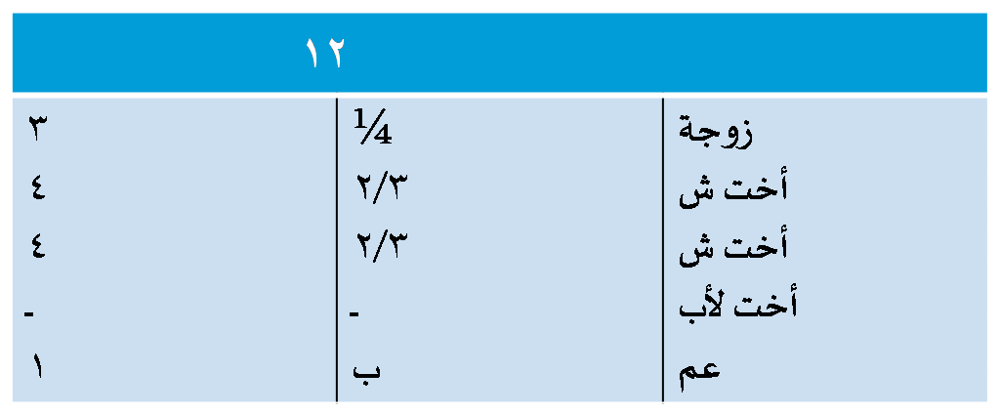 ١٢
زوجة ¼ ٣
أخت ش ٢/٣ ٤
أخت ش ٢/٣ ٤
أخت لأب - -
عم ب ١